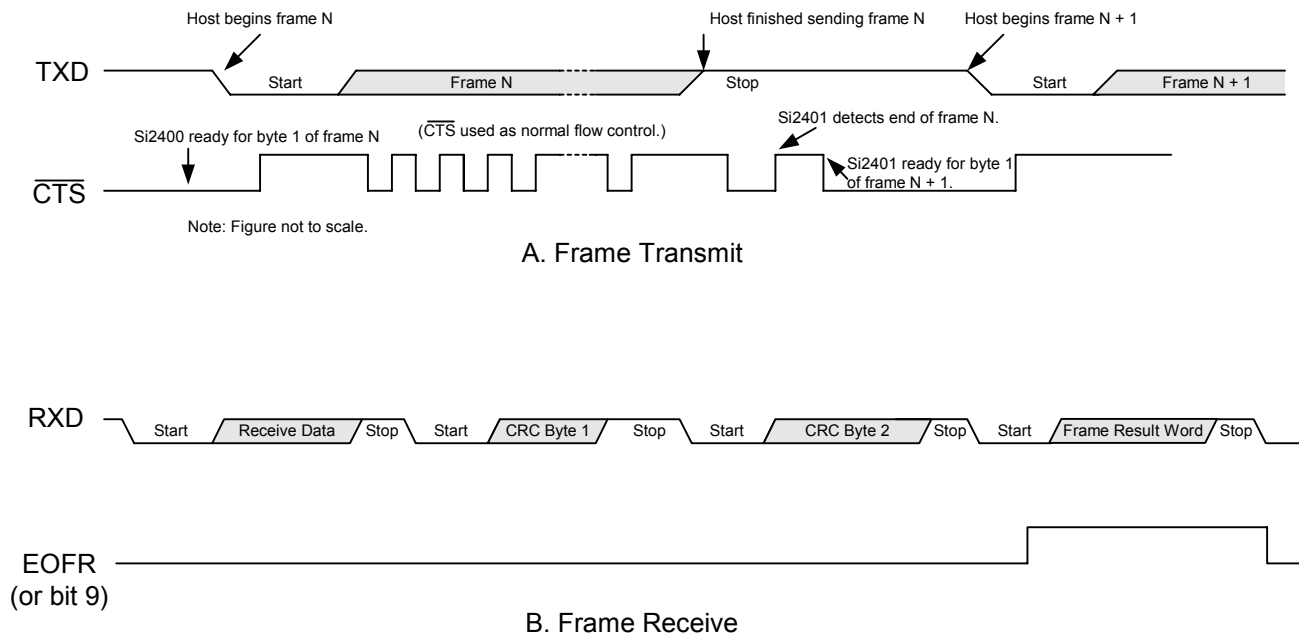 Host begins frame N
Host finished sending frame N
Host begins frame N + 1
TXD
Start
Frame N
Stop
Start
Frame N + 1
Si2400 ready for byte 1 of frame N
(CTS used as normal flow control.)
Si2401 detects end of frame N.
Si2401 ready for byte 1
of frame N + 1.
CTS
Note: Figure not to scale.
A. Frame Transmit
RXD
Start
Receive Data
Stop
Start
CRC Byte 1
Stop
Start
CRC Byte 2
Stop
Start
Frame Result Word
Stop
EOFR
(or bit 9)
B. Frame Receive